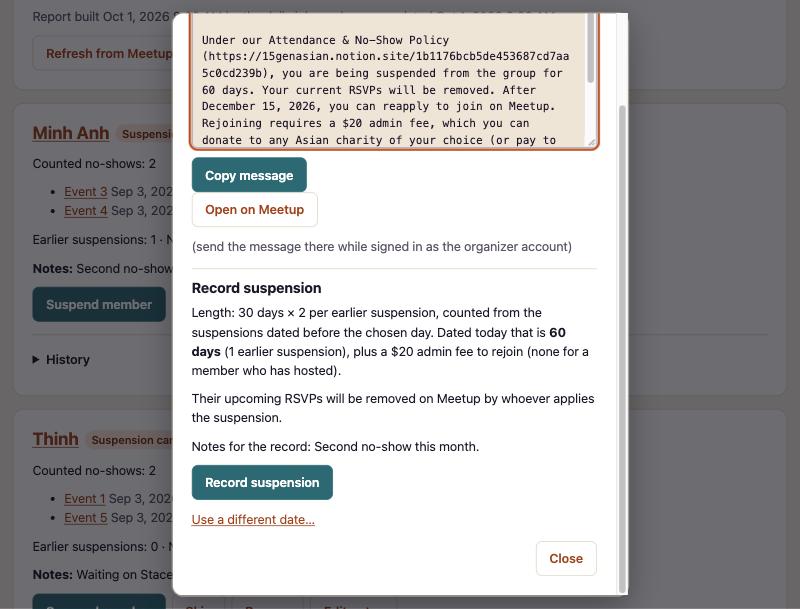 Report built Oct 1, 2026
Refresh from Meetup
Minh Anh
Counted no-shows: 2
Event 3 Sep 3, 202
Event 4 Sep 3, 202
Earlier suspensions: 1 · N
Notes: Second no-show
Suspend member
History
Thinh
Suspension can
Counted no-shows: 2
Event 1 Sep 3, 202
Event 5 Sep 3, 202
Earlier suspensions: 0 · N
Notes: Waiting on Stace
Under our Attendance & No-Show Policy
(https://15genasian.notion.site/1b1176bcb5de453687cd7aa
5c0cd239b), you are being suspended from the group for
60 days. Your current RSVPs will be removed. After
December 15, 2026, you can reapply to join on Meetup.
Rejoining requires a $20 admin fee, which you can
donate to any Asian charity of your choice (or pay to
Copy message
Open on Meetup
(send the message there while signed in as the organizer account)
Record suspension
Length: 30 days × 2 per earlier suspension, counted from the
suspensions dated before the chosen day. Dated today that is 60
days (1 earlier suspension), plus a $20 admin fee to rejoin (none for a
member who has hosted).
Their upcoming RSVPs will be removed on Meetup by whoever applies
the suspension.
Notes for the record: Second no-show this month.
Record suspension
Use a different date...
Close